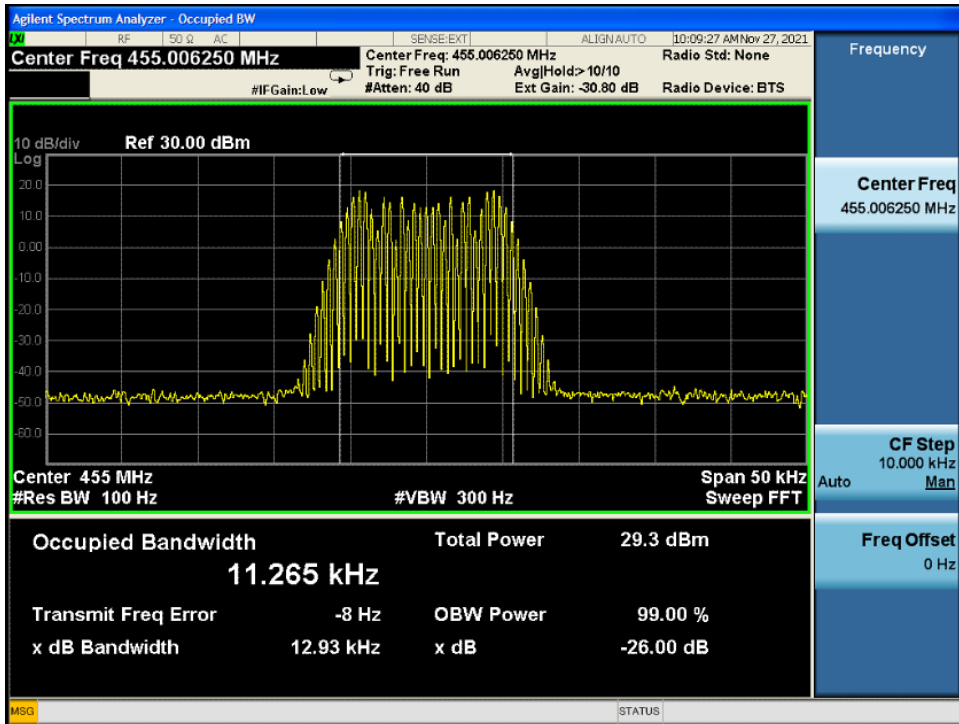 Agilent Spectrum Analyzer - Occupied BW
LXI RF 50 Ω AC SENSE:EXT ALIGN AUTO 10:09:27 AM Nov 27, 2021
Center Freq 455.006250 MHz
Center Freq: 455.006250 MHz Radio Std: None
Trig: Free Run Avg|Hold:> 10/10
#IFGain:Low #Atten: 40 dB Ext Gain: -30.80 dB Radio Device: BTS
10 dB/div Ref 30.00 dBm
Log
20.0
10.0
0.00
-10.0
-20.0
-30.0
-40.0
-50.0
-60.0
Center 455 MHz Span 50 kHz
#Res BW 100 Hz #VBW 300 Hz Sweep FFT
Occupied Bandwidth Total Power 29.3 dBm
11.265 kHz
Transmit Freq Error -8 Hz OBW Power 99.00 %
x dB Bandwidth 12.93 kHz x dB -26.00 dB
Frequency
Center Freq
455.006250 MHz
CF Step
10.000 kHz
Auto Man
Freq Offset
0 Hz
MSG STATUS